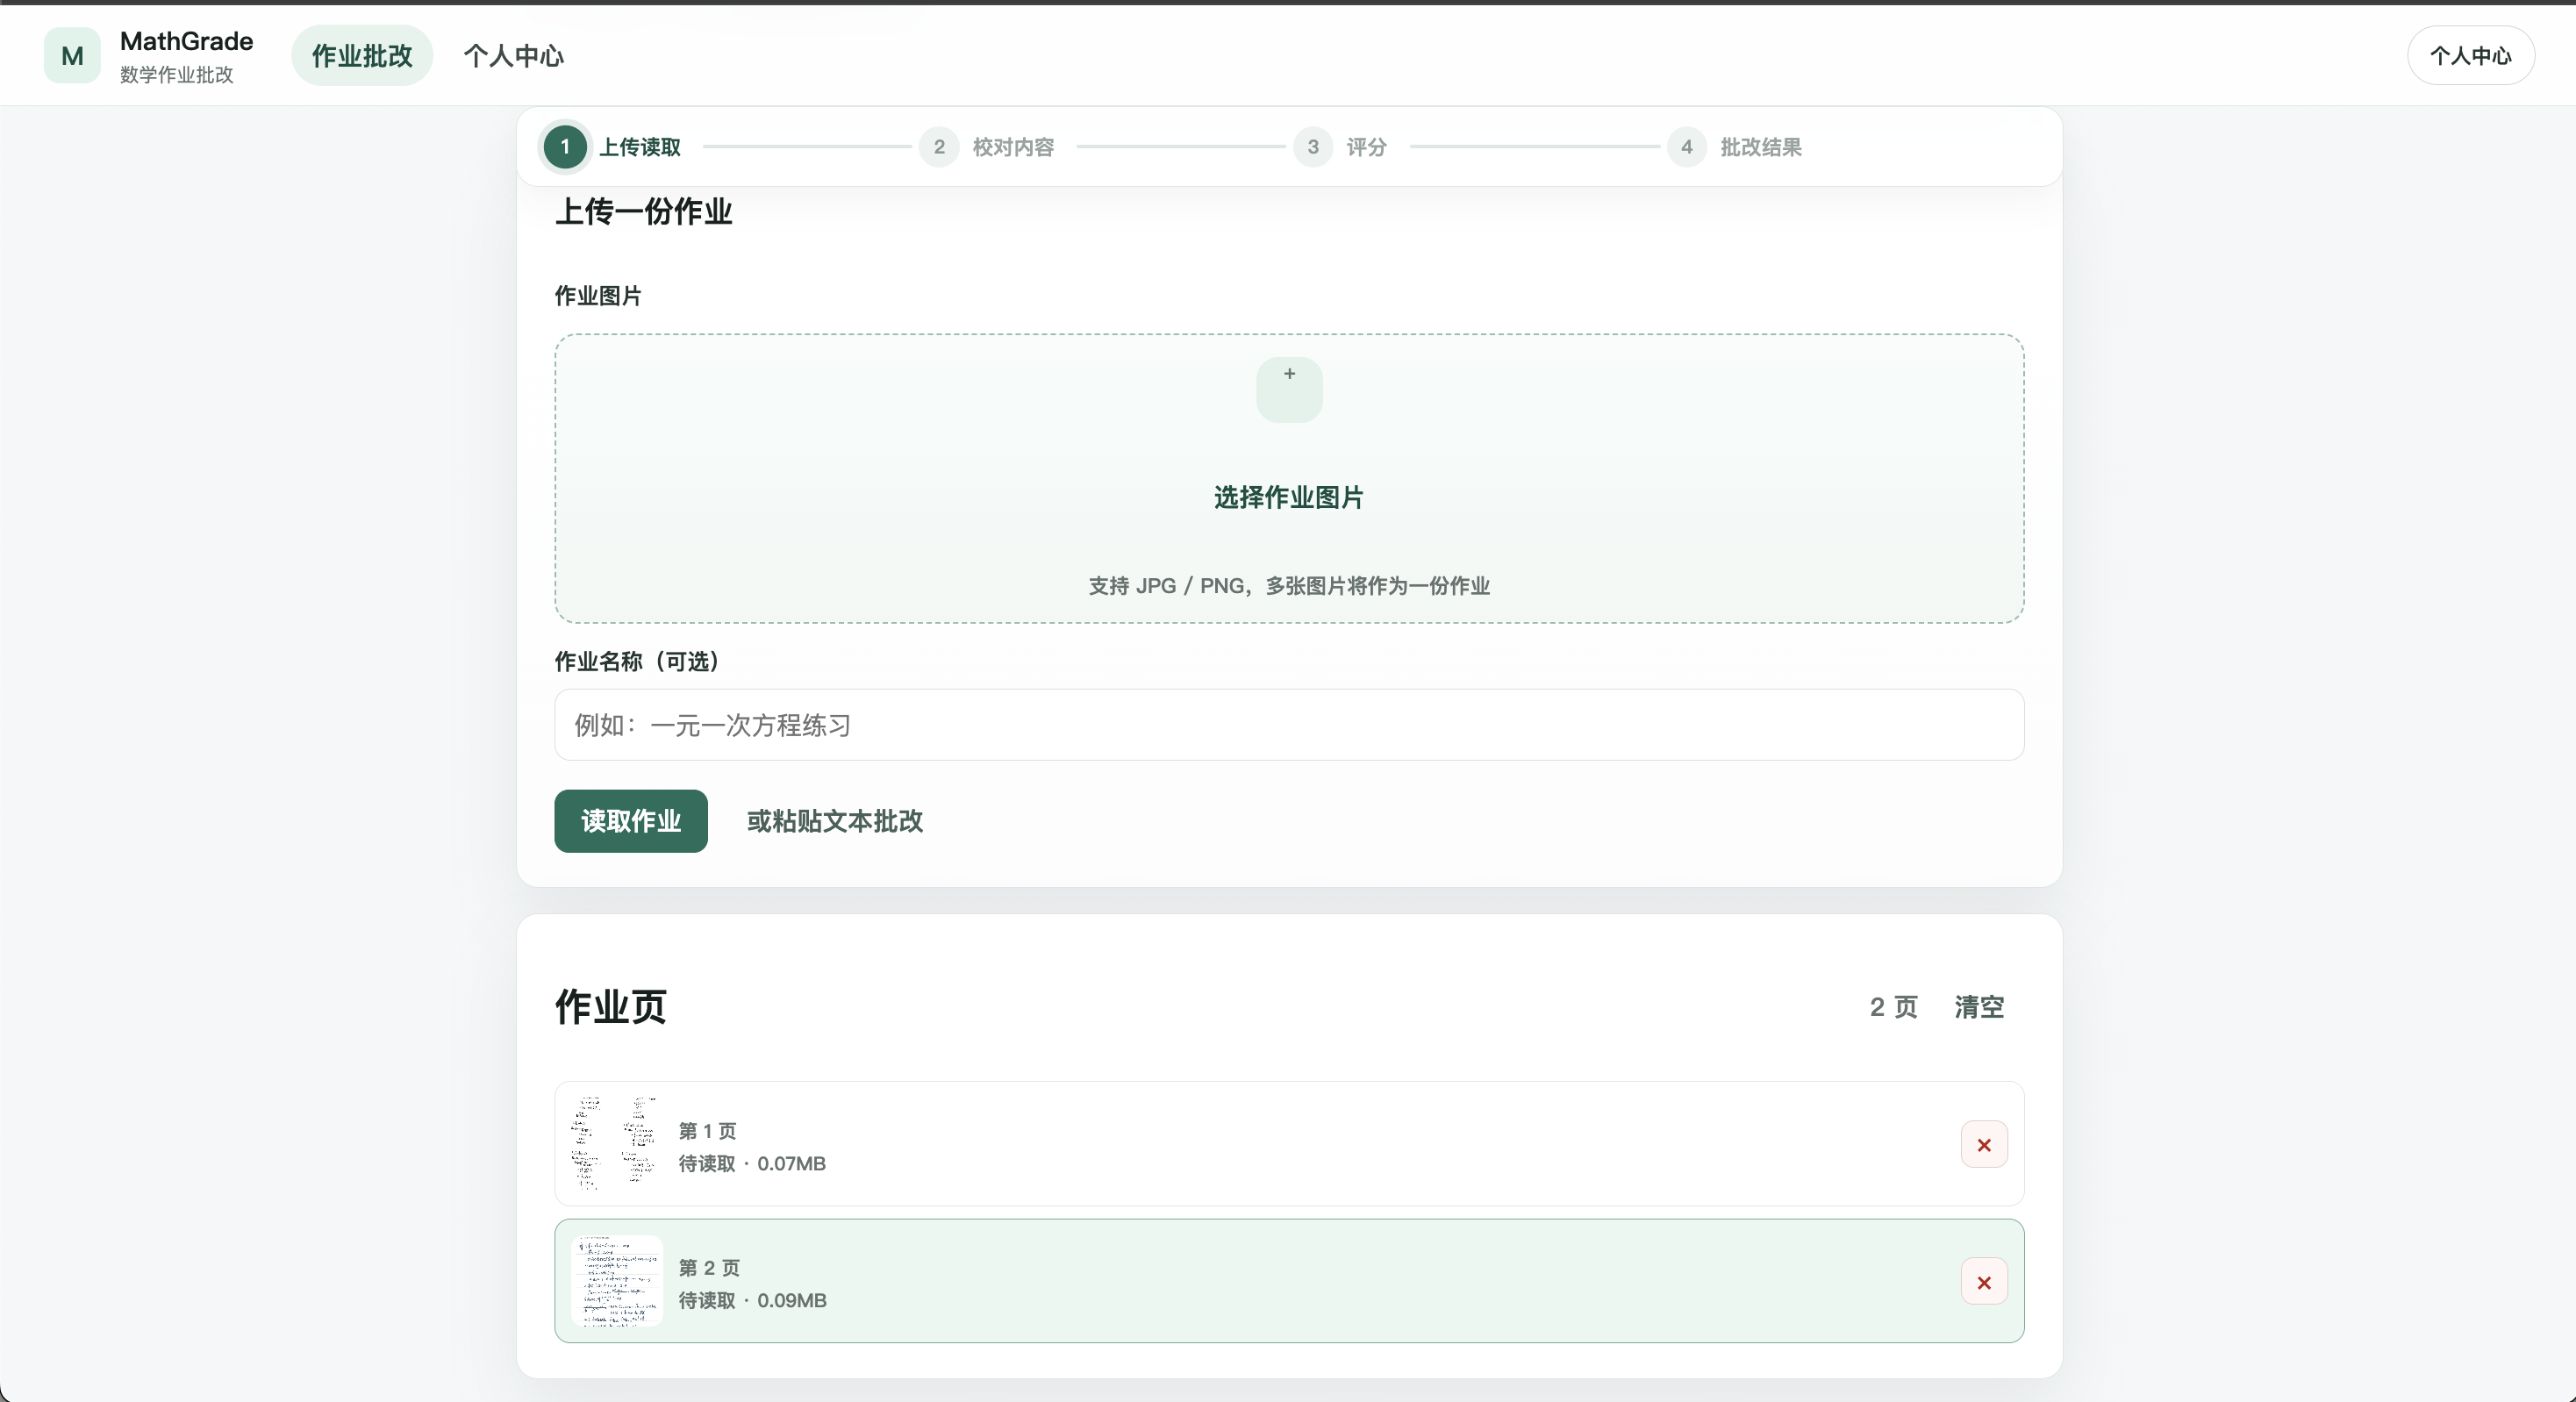 M
MathGrade
数学作业批改
作业批改
个人中心
个人中心
1 上传读取
2 校对内容
3 评分
4 批改结果
上传一份作业
作业图片
+
选择作业图片
支持 JPG / PNG，多张图片将作为一份作业
作业名称（可选）
例如：一元一次方程练习
读取作业
或粘贴文本批改
作业页
2 页
清空
第 1 页
待读取 · 0.07MB
×
第 2 页
待读取 · 0.09MB
×